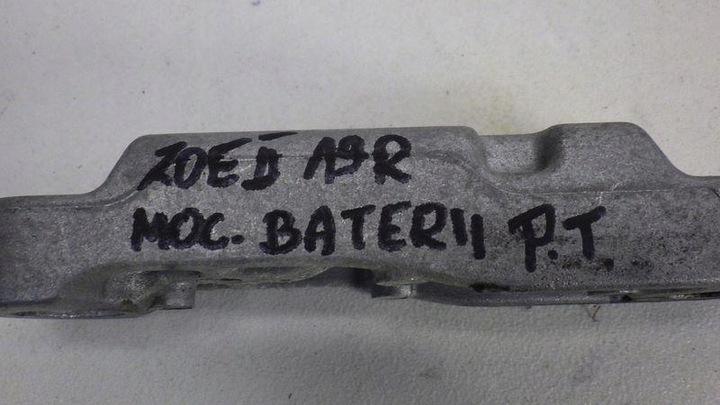 ZOE II 19R
MOC. BATERII P.T.